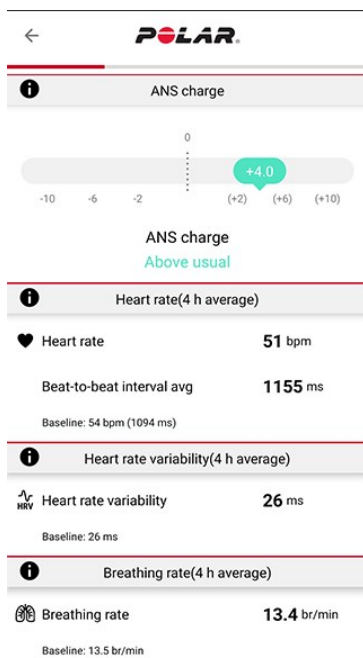 POLAR.
ANS charge
0
+4.0
-10 -6 -2 (+2) (+6) (+10)
ANS charge
Above usual
Heart rate(4 h average)
Heart rate 51 bpm
Beat-to-beat interval avg 1155 ms
Baseline: 54 bpm (1094 ms)
Heart rate variability(4 h average)
HRV Heart rate variability 26 ms
Baseline: 26 ms
Breathing rate(4 h average)
Breathing rate 13.4 br/min
Baseline: 13.5 br/min